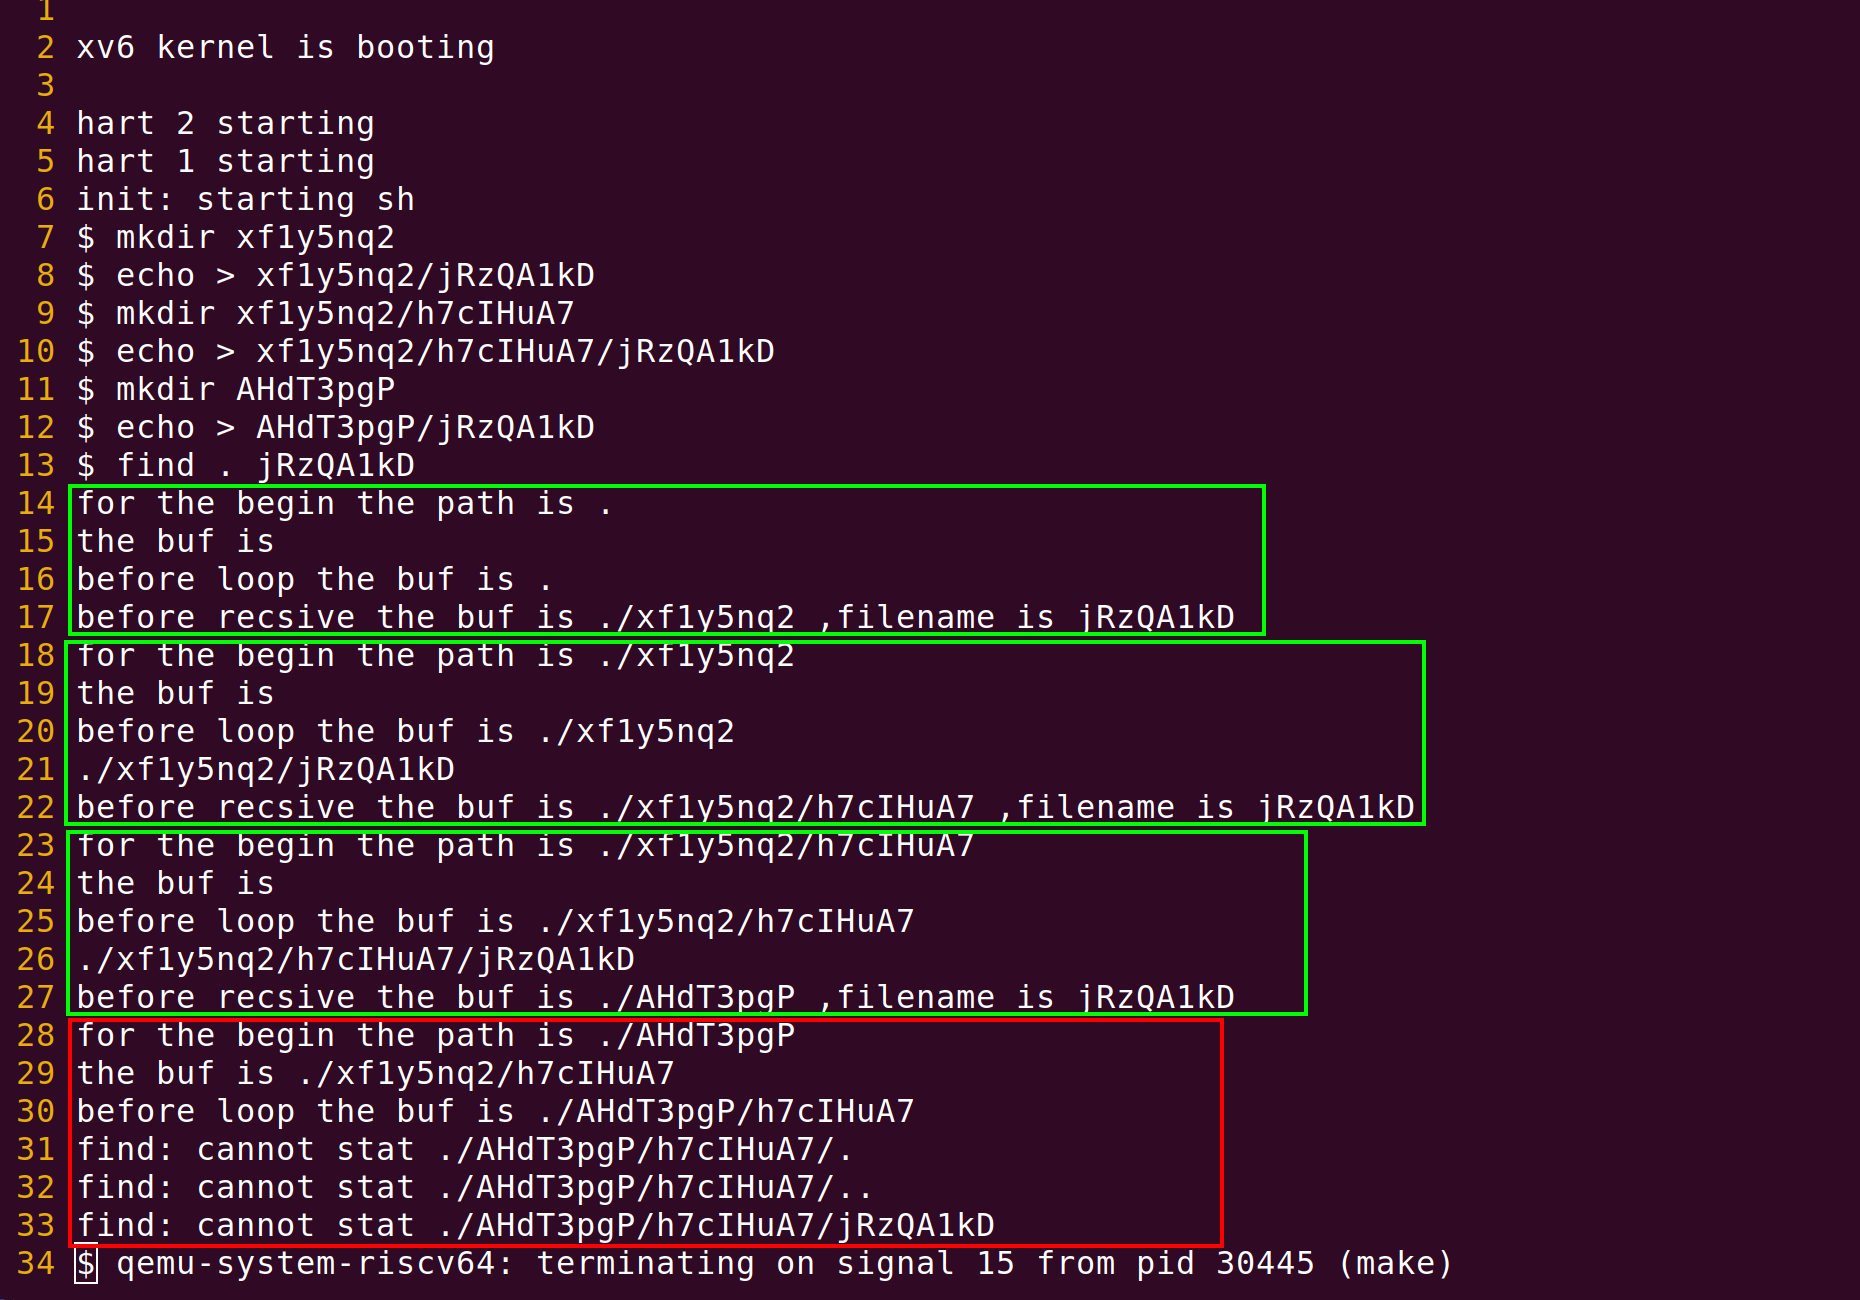 1
2 xv6 kernel is booting
3
4 hart 2 starting
5 hart 1 starting
6 init: starting sh
7 $ mkdir xf1y5nq2
8 $ echo > xf1y5nq2/jRzQA1kD
9 $ mkdir xf1y5nq2/h7cIHuA7
10 $ echo > xf1y5nq2/h7cIHuA7/jRzQA1kD
11 $ mkdir AHdT3pgP
12 $ echo > AHdT3pgP/jRzQA1kD
13 $ find . jRzQA1kD
14 for the begin the path is .
15 the buf is
16 before loop the buf is .
17 before recsive the buf is ./xf1y5nq2 ,filename is jRzQA1kD
18 for the begin the path is ./xf1y5nq2
19 the buf is
20 before loop the buf is ./xf1y5nq2
21 ./xf1y5nq2/jRzQA1kD
22 before recsive the buf is ./xf1y5nq2/h7cIHuA7 ,filename is jRzQA1kD
23 for the begin the path is ./xf1y5nq2/h7cIHuA7
24 the buf is
25 before loop the buf is ./xf1y5nq2/h7cIHuA7
26 ./xf1y5nq2/h7cIHuA7/jRzQA1kD
27 before recsive the buf is ./AHdT3pgP ,filename is jRzQA1kD
28 for the begin the path is ./AHdT3pgP
29 the buf is ./xf1y5nq2/h7cIHuA7
30 before loop the buf is ./AHdT3pgP/h7cIHuA7
31 find: cannot stat ./AHdT3pgP/h7cIHuA7/.
32 find: cannot stat ./AHdT3pgP/h7cIHuA7/..
33 find: cannot stat ./AHdT3pgP/h7cIHuA7/jRzQA1kD
34 $ qemu-system-riscv64: terminating on signal 15 from pid 30445 (make)